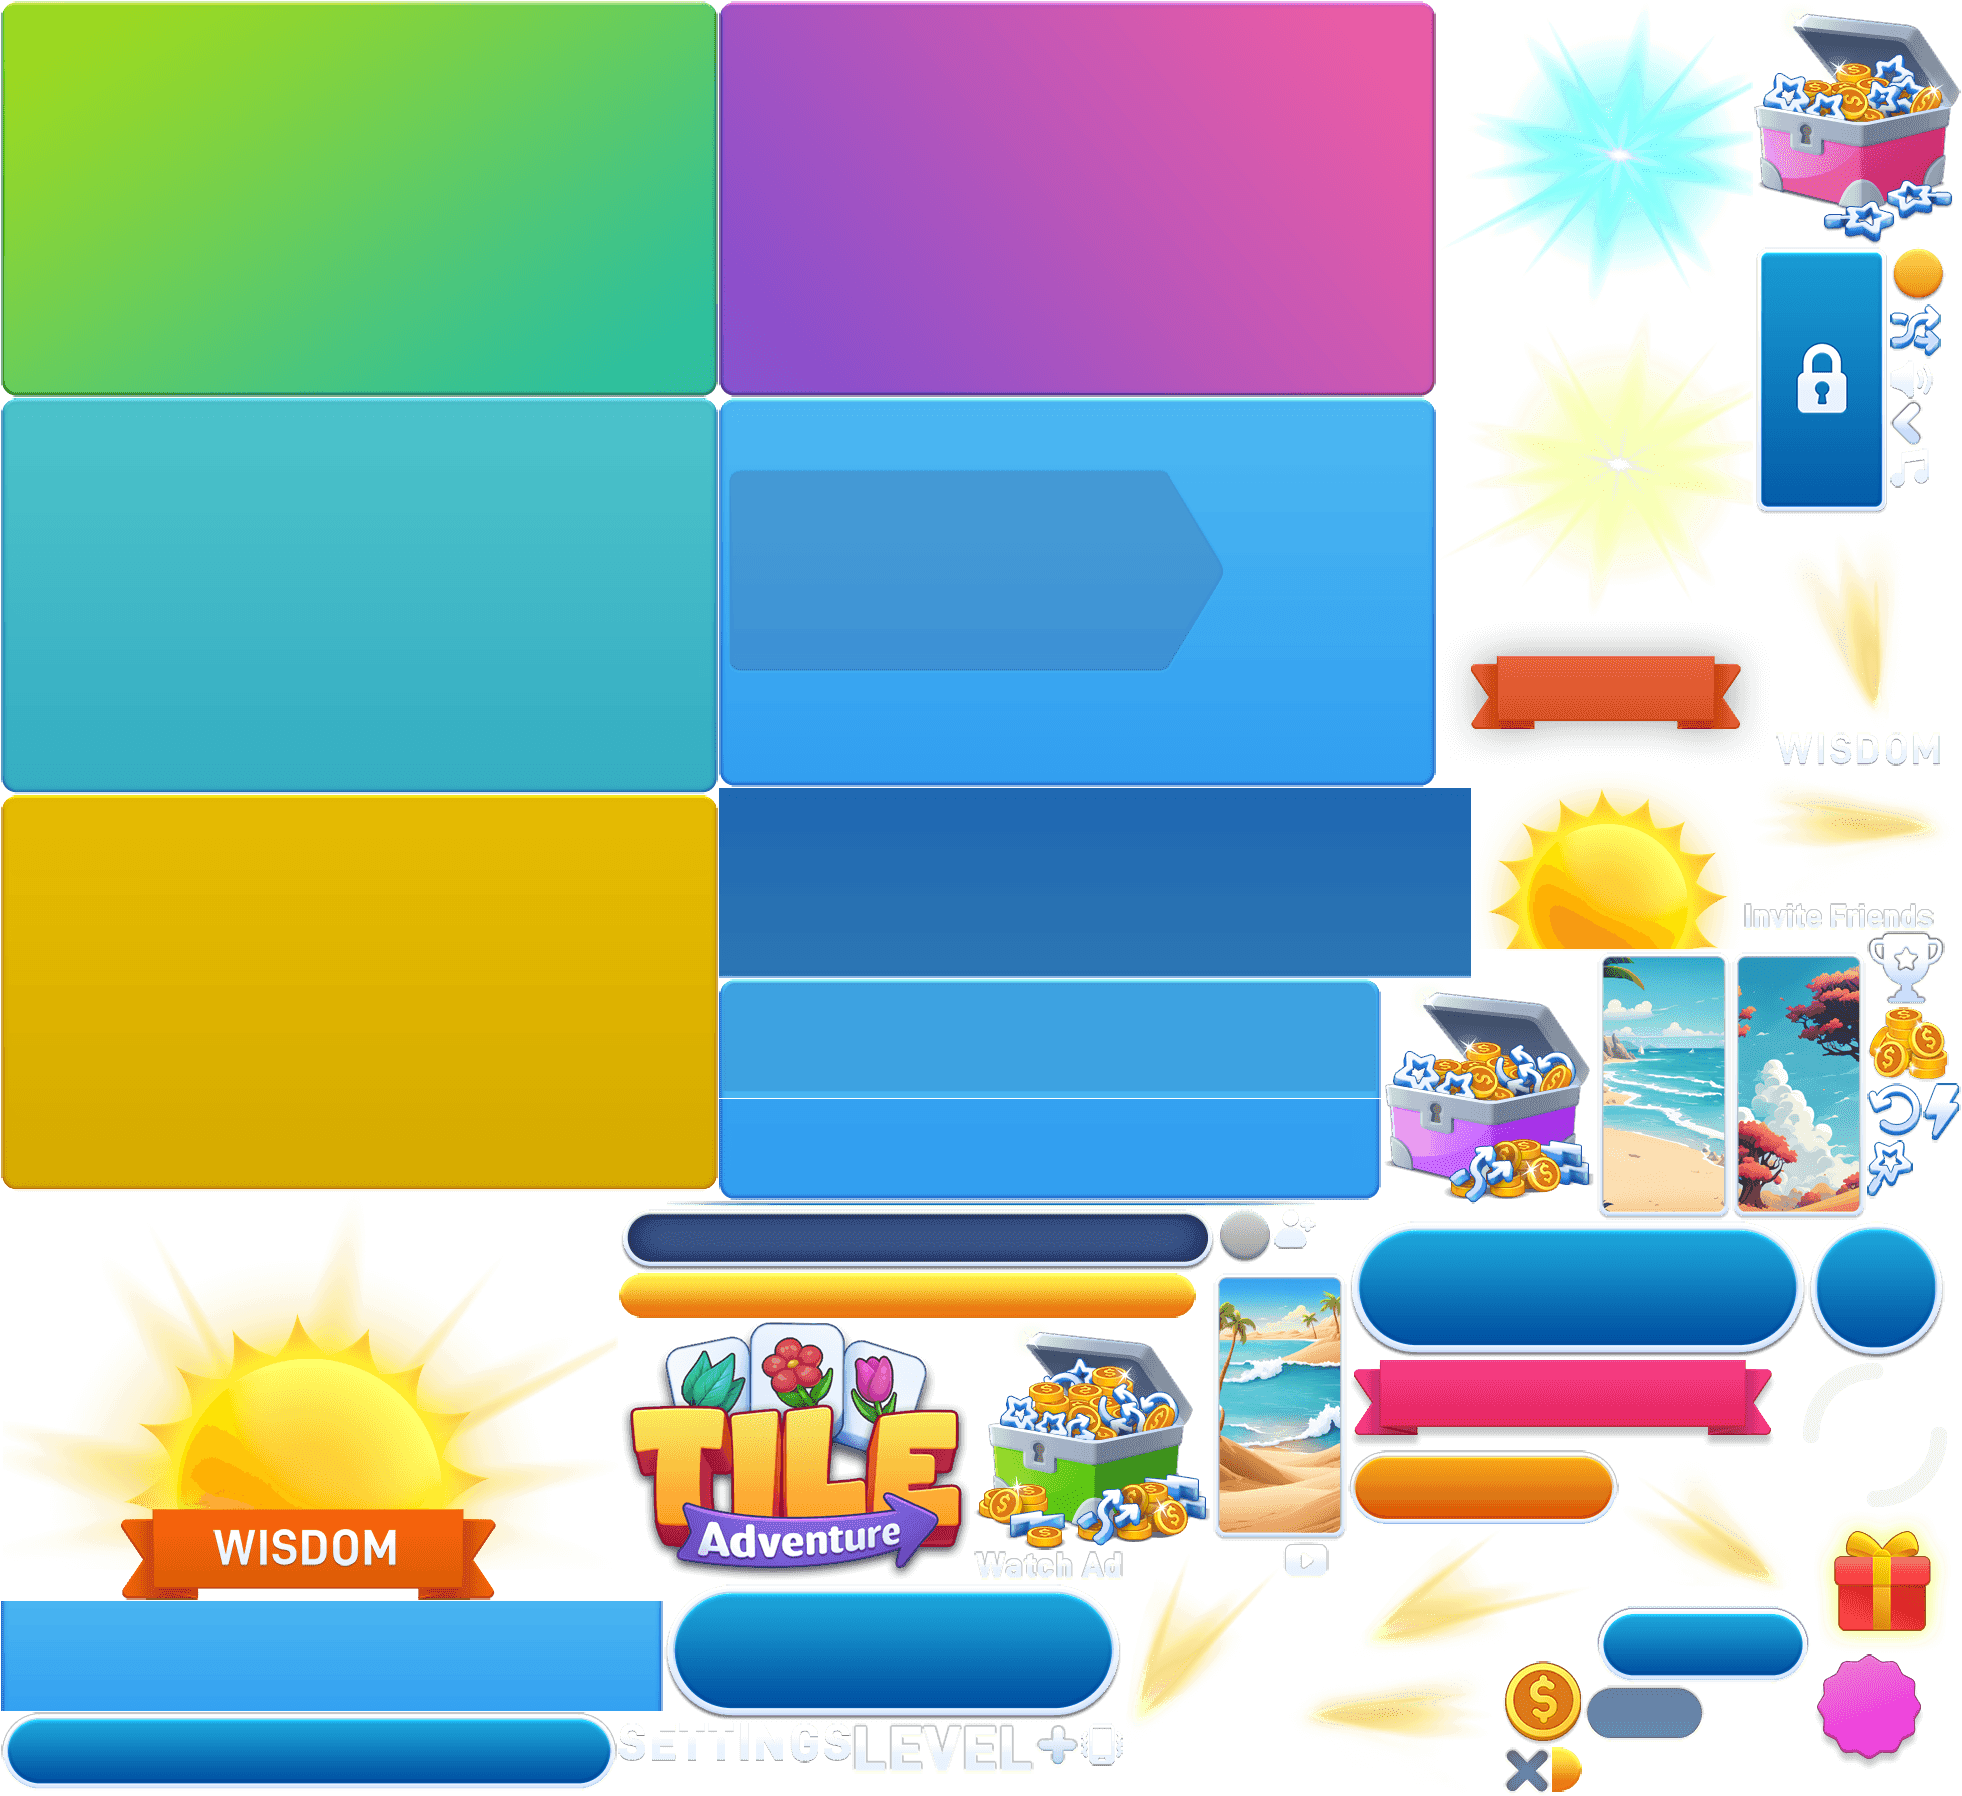 WISDOM
Invite Friends
TILE
Adventure
WISDOM
Watch Ad
SETTINGS
LEVEL